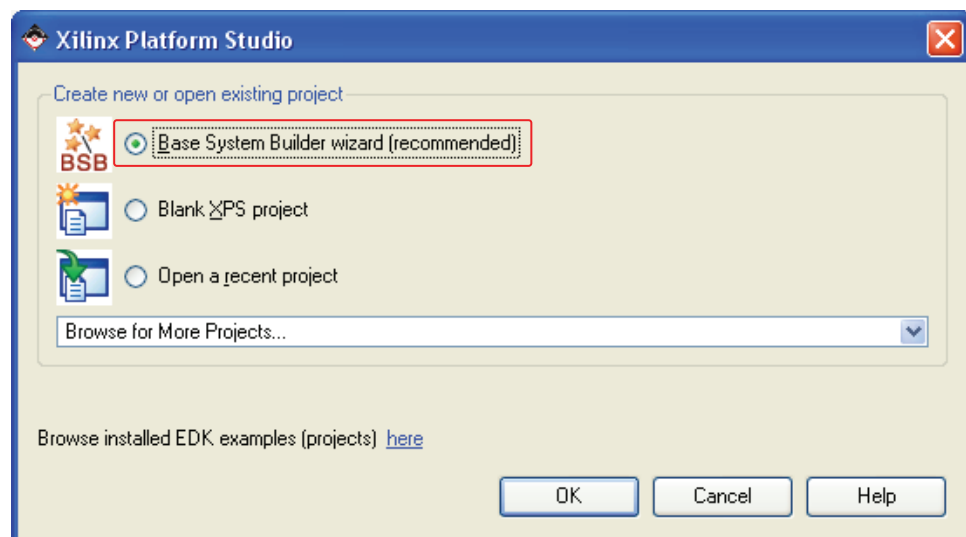 Xilinx Platform Studio
Create new or open existing project
BSB
Base System Builder wizard (recommended)
Blank XPS project
Open a recent project
Browse for More Projects...
Browse installed EDK examples (projects) here
OK Cancel Help